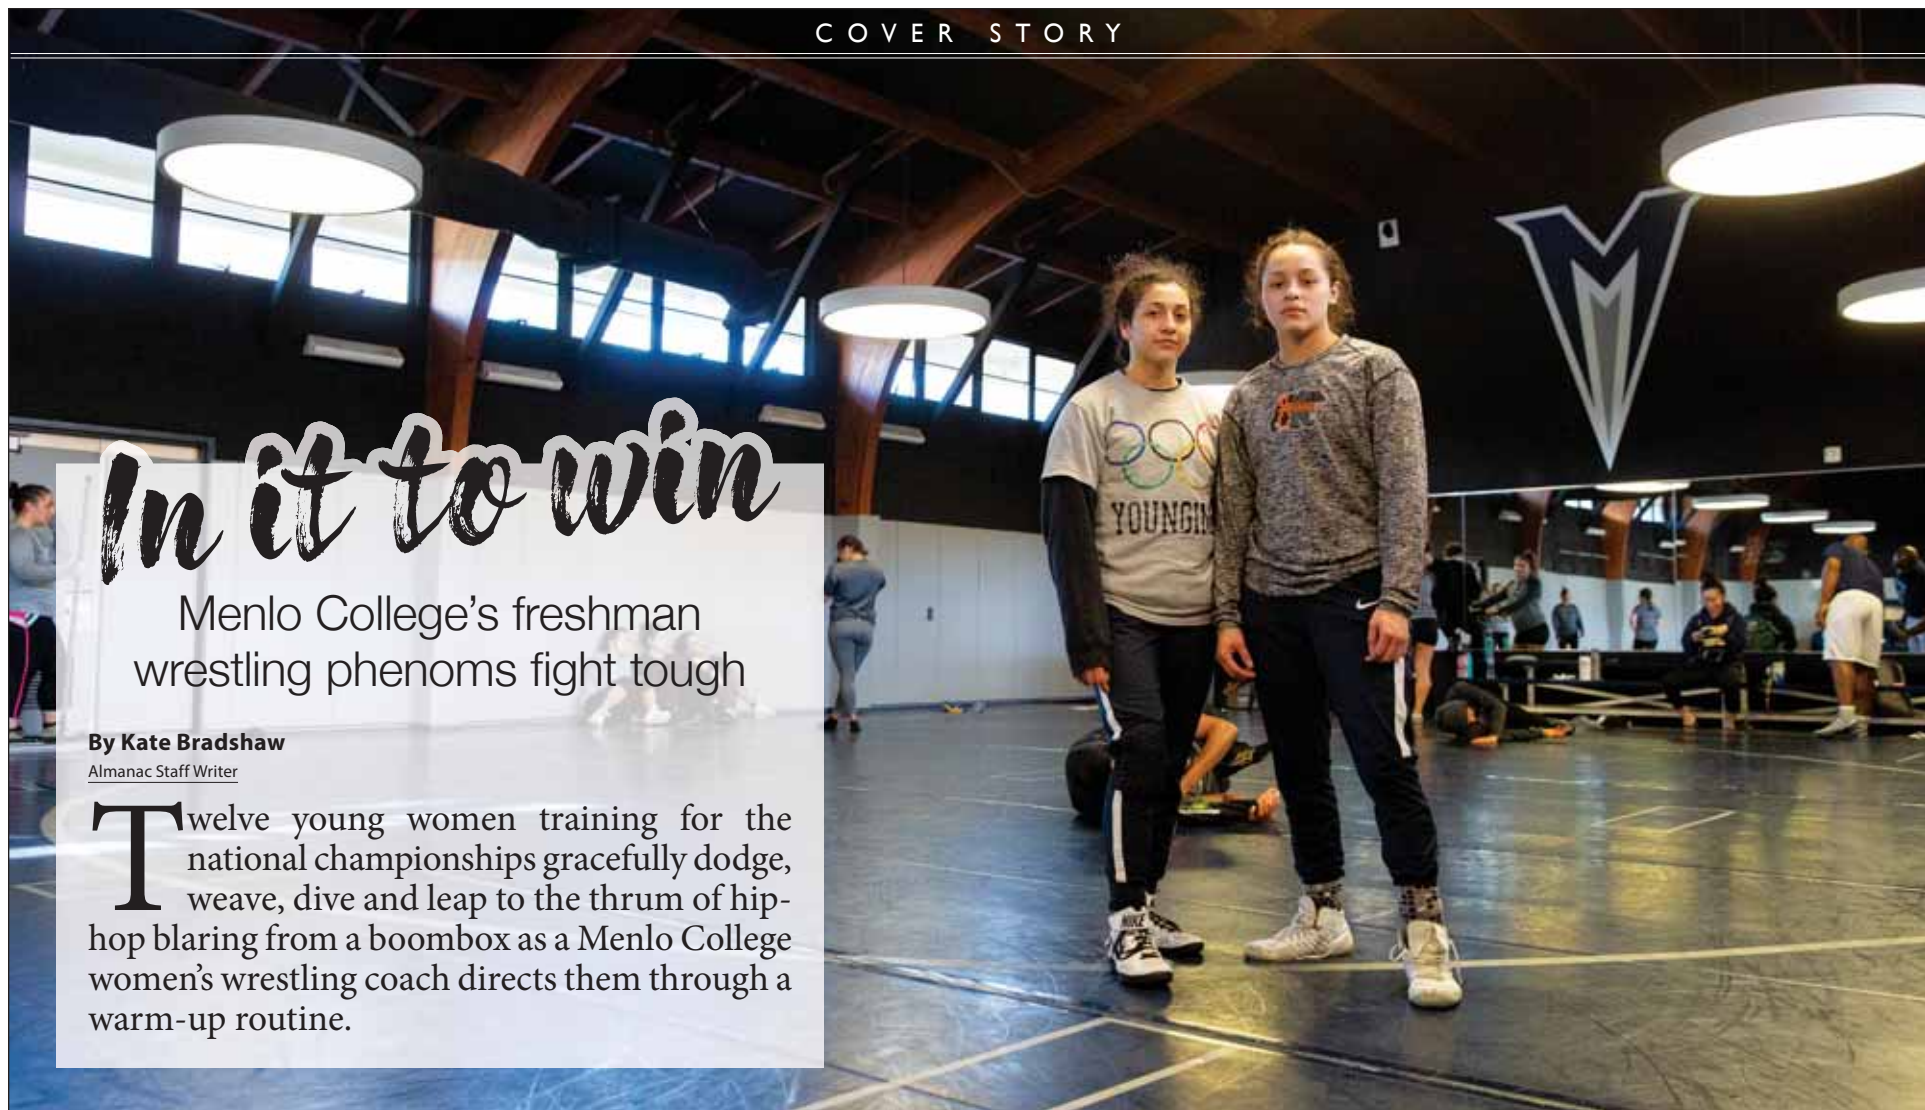 COVER STORY
In it to win
Menlo College's freshman
wrestling phenoms fight tough
By Kate Bradshaw
Almanac Staff Writer
Twelve young women training for the
national championships gracefully dodge,
weave, dive and leap to the thrum of hip-
hop blaring from a boombox as a Menlo College
women's wrestling coach directs them through a
warm-up routine.
YOUNGIN
NIKE